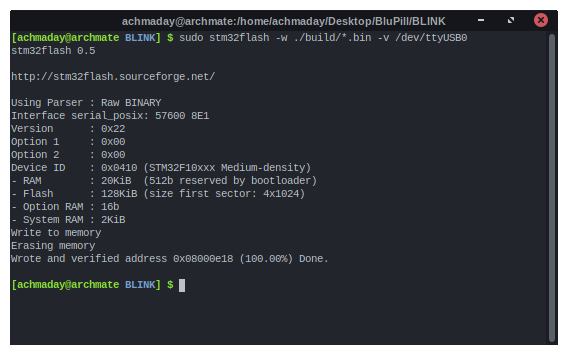 achmaday@archmate:/home/achmaday/Desktop/BluPill/BLINK
[achmaday@archmate BLINK] $ sudo stm32flash -w ./build/*.bin -v /dev/ttyUSB0
stm32flash 0.5
http://stm32flash.sourceforge.net/
Using Parser : Raw BINARY
Interface serial_posix: 57600 8E1
Version      : 0x22
Option 1     : 0x00
Option 2     : 0x00
Device ID    : 0x0410 (STM32F10xxx Medium-density)
- RAM        : 20KiB  (512b reserved by bootloader)
- Flash      : 128KiB (size first sector: 4x1024)
- Option RAM : 16b
- System RAM : 2KiB
Write to memory
Erasing memory
Wrote and verified address 0x08000e18 (100.00%) Done.
[achmaday@archmate BLINK] $